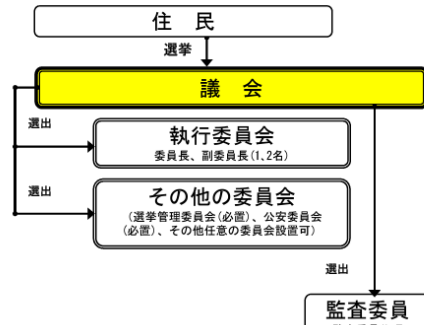 住　民
選挙
議　会
選出
執行委員会
委員長、副委員長(1、2名)
選出
その他の委員会
(選挙管理委員会(必置)、公安委員会
(必置)、その他任意の委員会設置可)
選出
監査委員